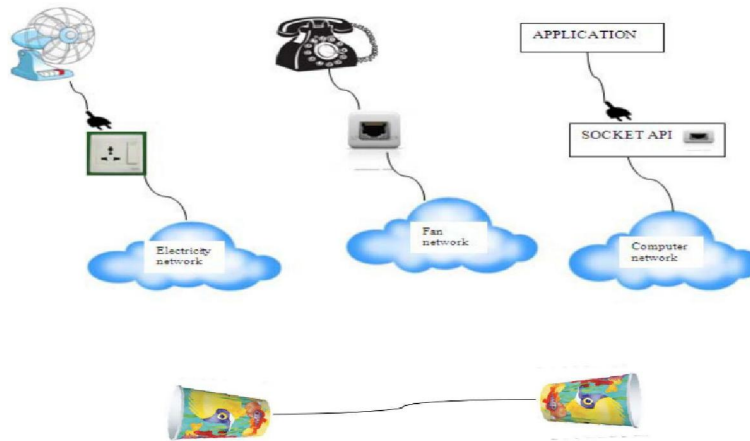 APPLICATION
SOCKET API
Electricity
network
Fan
network
Computer
network